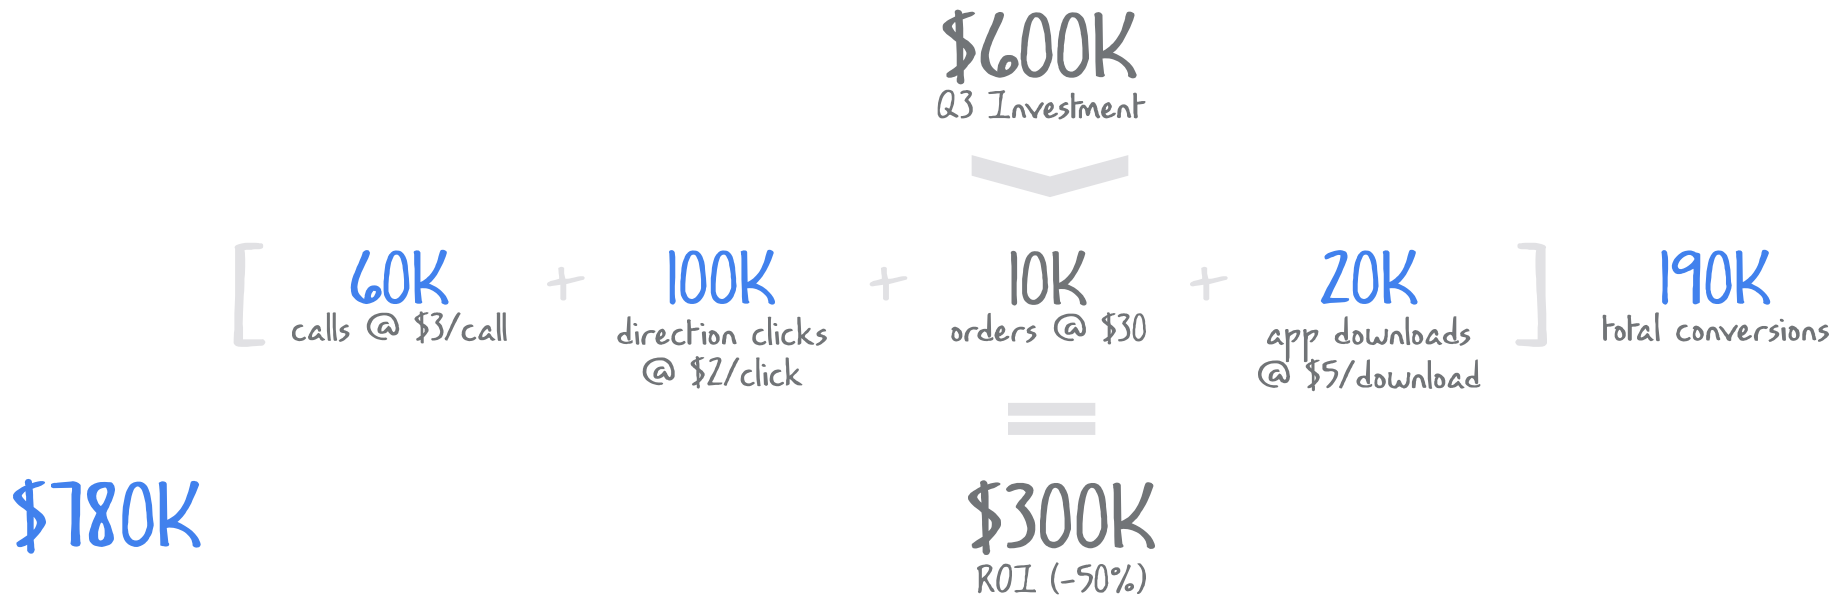 $600K
Q3 Investment
[ 60K + 100K + 10K + 20K ] 190K
calls @ $3/call direction clicks orders @ $30 app downloads total conversions
@ $2/click @ $5/download
=
$780K $300K
ROI (-50%)